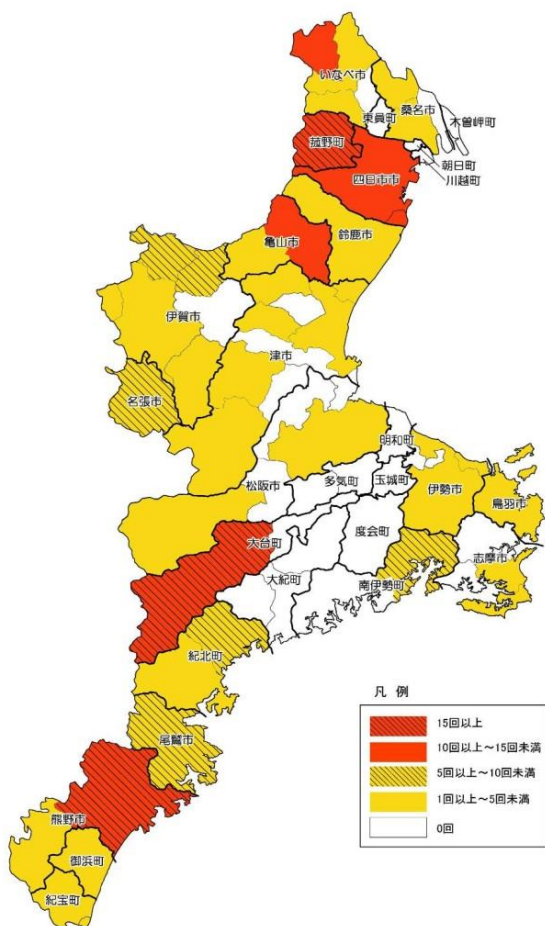 いなべ市
東員町
桑名市
木曽岬町
菰野町
朝日町
川越町
四日市市
亀山市
鈴鹿市
伊賀市
津市
名張市
明和町
松阪市
多気町
玉城町
伊勢市
鳥羽市
大台町
度会町
志摩市
大紀町
南伊勢町
紀北町
尾鷲市
熊野市
御浜町
紀宝町
凡 例
15回以上
10回以上～15回未満
5回以上～10回未満
1回以上～5回未満
0回